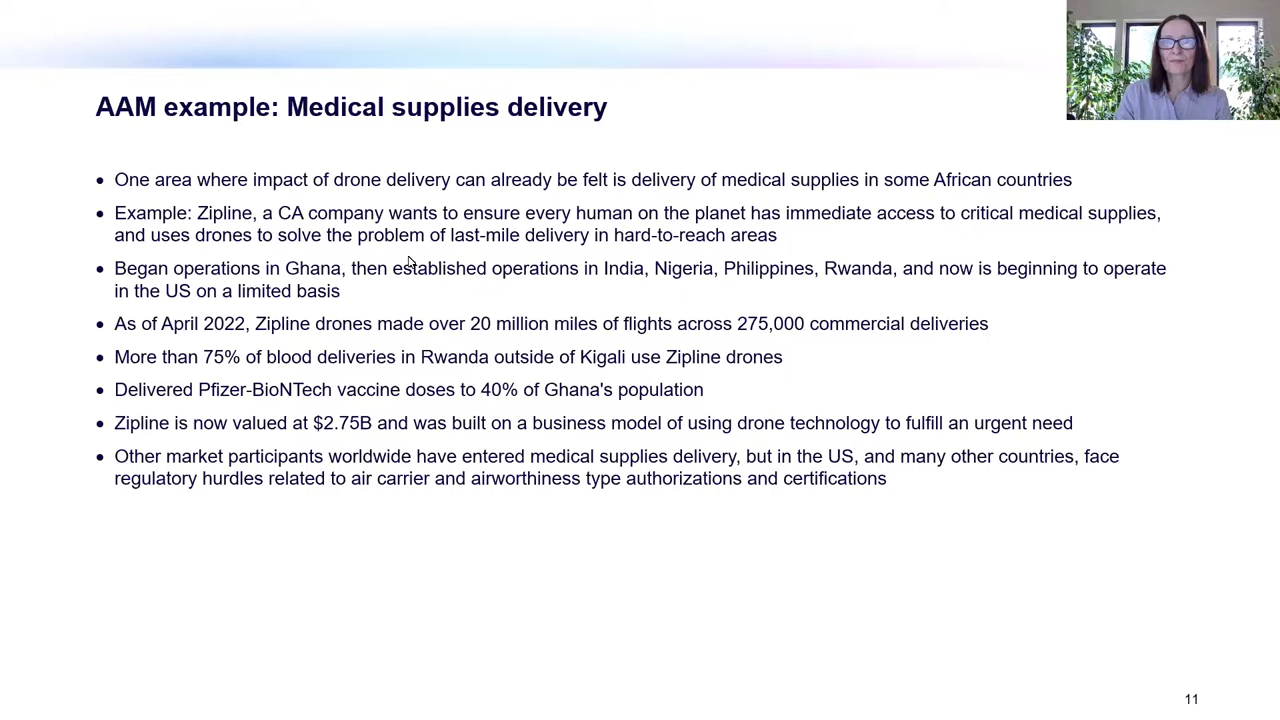 AAM example: Medical supplies delivery
• One area where impact of drone delivery can already be felt is delivery of medical supplies in some African countries
• Example: Zipline, a CA company wants to ensure every human on the planet has immediate access to critical medical supplies,
and uses drones to solve the problem of last-mile delivery in hard-to-reach areas
• Began operations in Ghana, then established operations in India, Nigeria, Philippines, Rwanda, and now is beginning to operate
in the US on a limited basis
• As of April 2022, Zipline drones made over 20 million miles of flights across 275,000 commercial deliveries
• More than 75% of blood deliveries in Rwanda outside of Kigali use Zipline drones
• Delivered Pfizer-BioNTech vaccine doses to 40% of Ghana's population
• Zipline is now valued at $2.75B and was built on a business model of using drone technology to fulfill an urgent need
• Other market participants worldwide have entered medical supplies delivery, but in the US, and many other countries, face
regulatory hurdles related to air carrier and airworthiness type authorizations and certifications
11